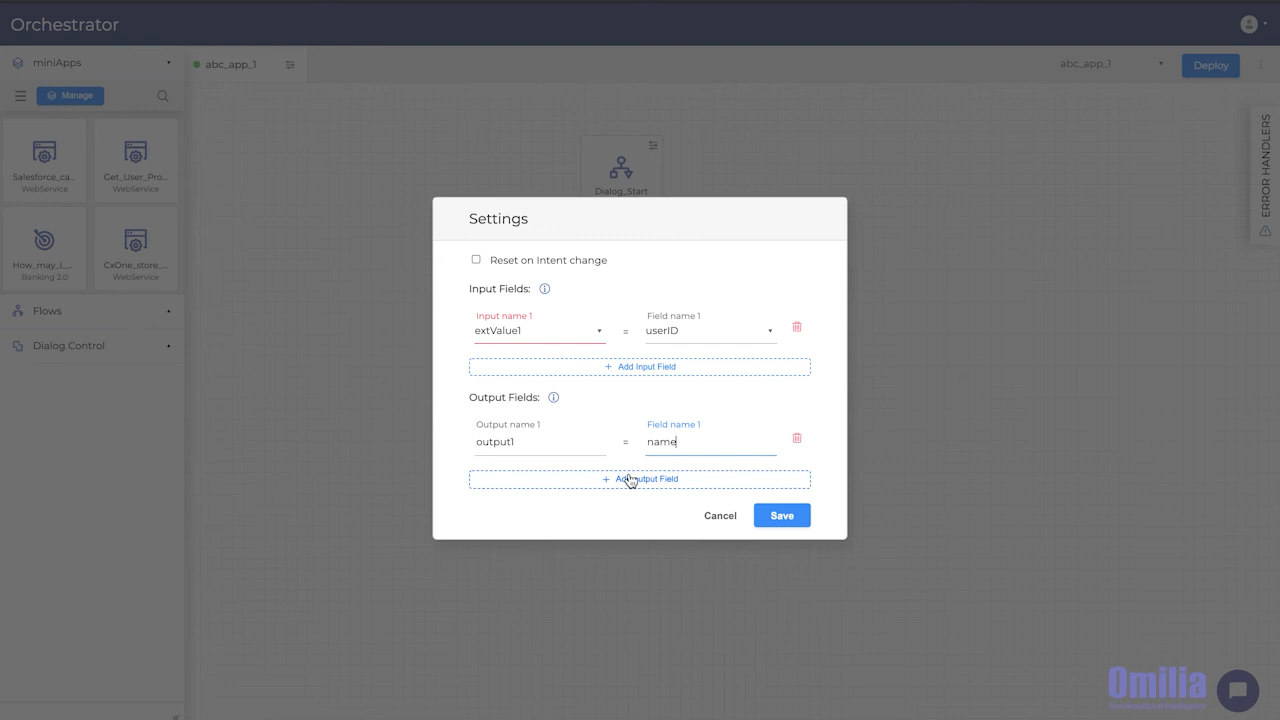 Orchestrator
miniApps
abc_app_1
abc_app_1
Deploy
Manage
Salesforce_ca...
WebService
Get_User_Pro...
WebService
How_may_I_...
Banking 2.0
CxOne_store_...
WebService
Flows
Dialog Control
Dialog_Start
ERROR HANDLERS
Settings
Reset on Intent change
Input Fields:
Input name 1
extValue1
=
Field name 1
userID
+ Add Input Field
Output Fields:
Output name 1
output1
=
Field name 1
name
+ Add Output Field
Cancel
Save
Omilia
Conversational Intelligence